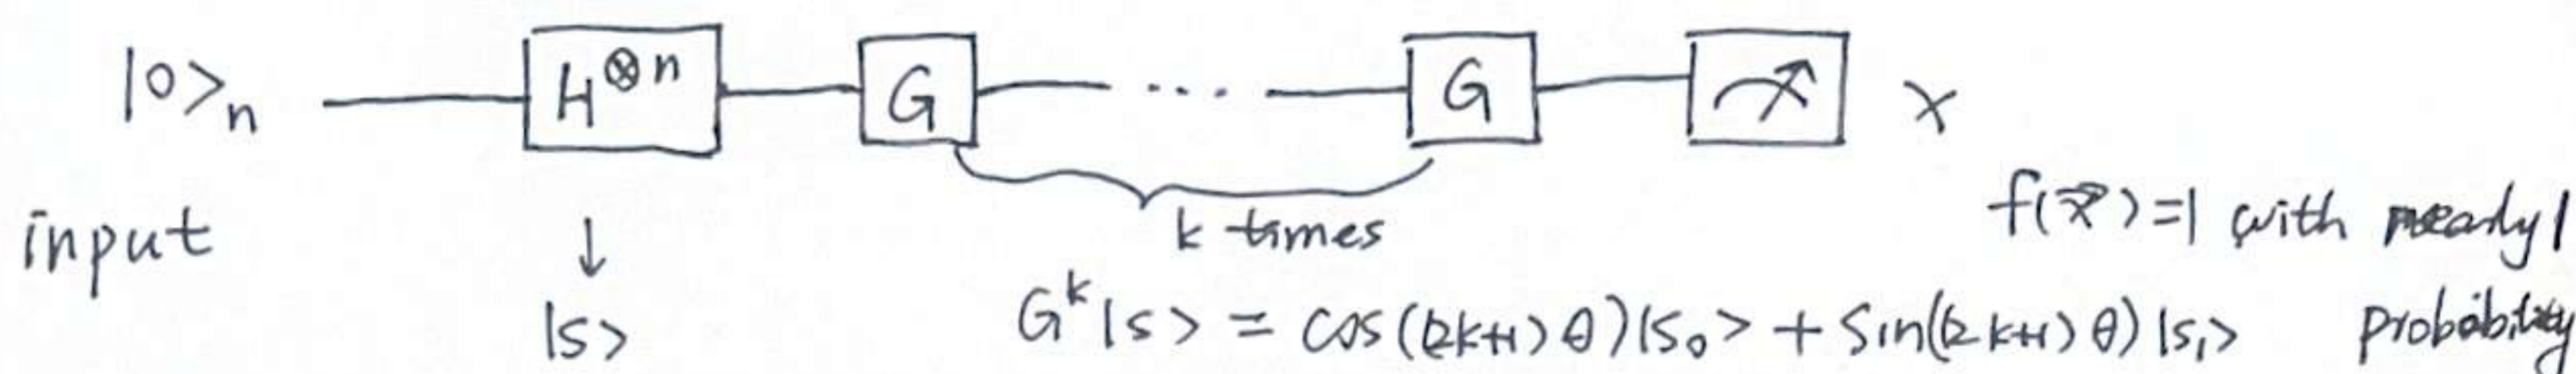 |0>ₙ H^{⊗n} G ... G x
k times
f(x⃗)=1 with nearly 1
input ↓
|s> G^k|s> = cos((2k+1)θ)|s₀> + sin((2k+1)θ)|s₁> probability